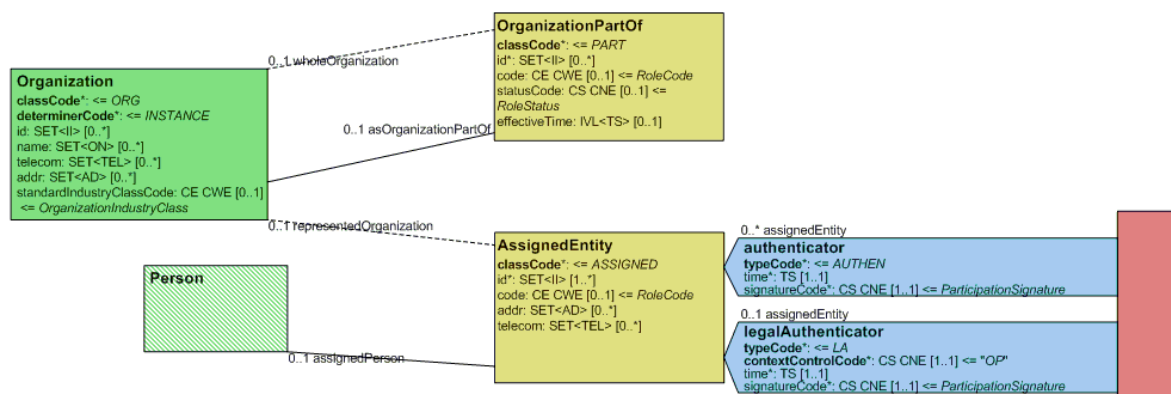 OrganizationPartOf
classCode*: <= PART
id*: SET<II> [0..*]
code: CE CWE [0..1] <= RoleCode
statusCode: CS CNE [0..1] <=
RoleStatus
effectiveTime: IVL<TS> [0..1]
0..1 wholeOrganization
Organization
classCode*: <= ORG
determinerCode*: <= INSTANCE
id: SET<II> [0..*]
name: SET<ON> [0..*]
telecom: SET<TEL> [0..*]
addr: SET<AD> [0..*]
standardIndustryClassCode: CE CWE [0..1]
<= OrganizationIndustryClass
0..1 asOrganizationPartOf
0..1 representedOrganization
AssignedEntity
classCode*: <= ASSIGNED
id*: SET<II> [1..*]
code: CE CWE [0..1] <= RoleCode
addr: SET<AD> [0..*]
telecom: SET<TEL> [0..*]
Person
0..1 assignedPerson
0..* assignedEntity
authenticator
typeCode*: <= AUTHEN
time*: TS [1..1]
signatureCode*: CS CNE [1..1] <= ParticipationSignature
0..1 assignedEntity
legalAuthenticator
typeCode*: <= LA
contextControlCode*: CS CNE [1..1] <= "OP"
time*: TS [1..1]
signatureCode*: CS CNE [1..1] <= ParticipationSignature